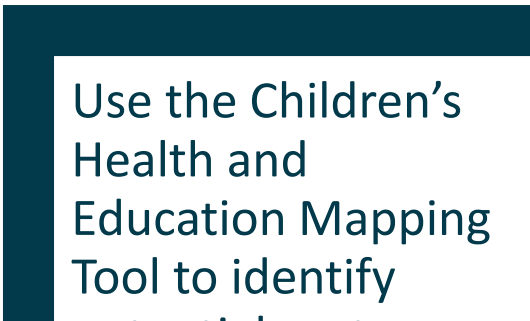 Use the Children’s
Health and
Education Mapping
Tool to identify